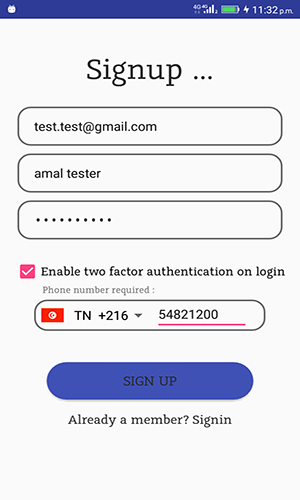 4G 4G 11:32 p.m.
Signup ...
test.test@gmail.com
amal tester
••••••••••
Enable two factor authentication on login
Phone number required :
TN +216 54821200
SIGN UP
Already a member? Signin